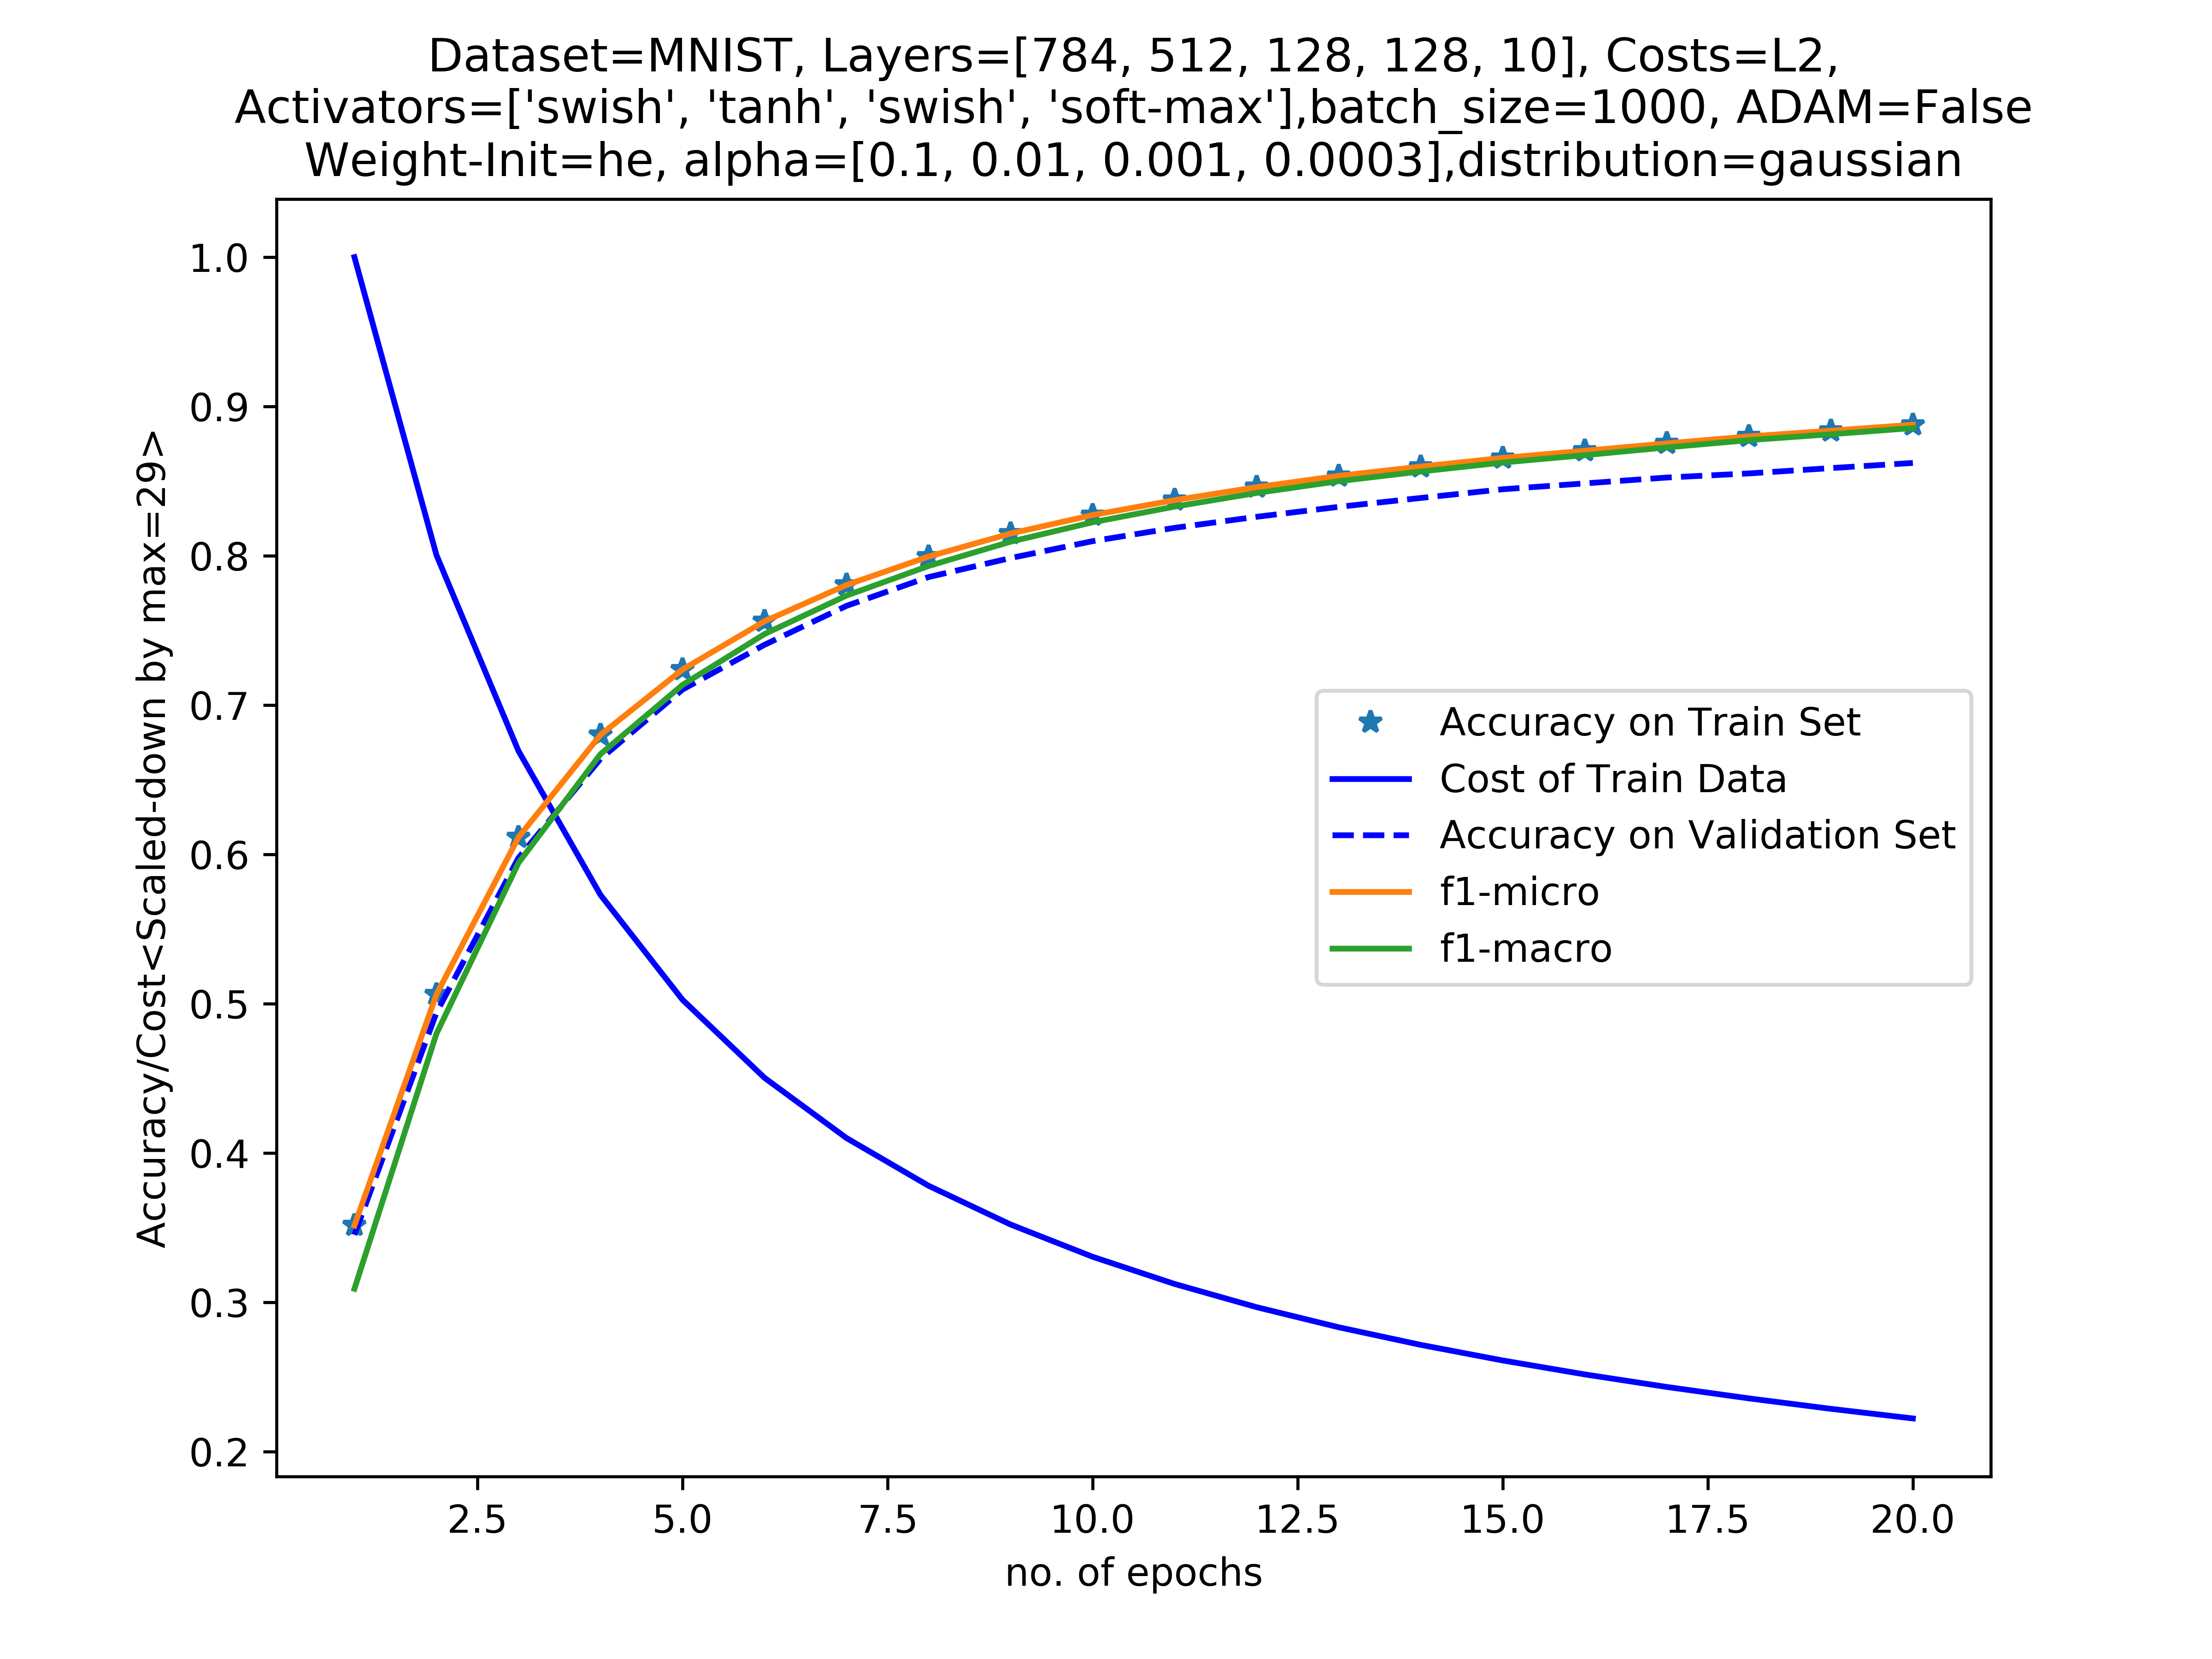 Dataset=MNIST, Layers=[784, 512, 128, 128, 10], Costs=L2,
Activators=['swish', 'tanh', 'swish', 'soft-max'],batch_size=1000, ADAM=False
Weight-Init=he, alpha=[0.1, 0.01, 0.001, 0.0003],distribution=gaussian
Accuracy/Cost<Scaled-down by max=29>
1.0
0.9
0.8
0.7
0.6
0.5
0.4
0.3
0.2
Accuracy on Train Set
Cost of Train Data
Accuracy on Validation Set
f1-micro
f1-macro
2.5 5.0 7.5 10.0 12.5 15.0 17.5 20.0
no. of epochs